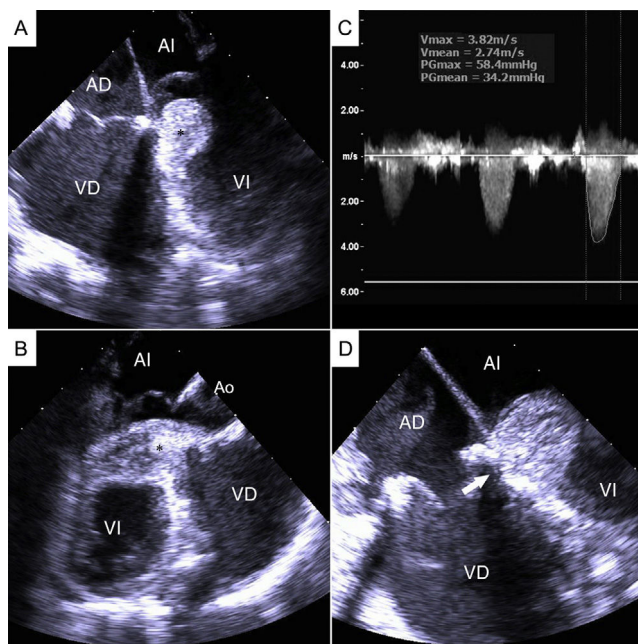 A
AI
AD
*
VD
VI
C
Vmax = 3.82m/s
Vmean = 2.74m/s
PGmax = 58.4mmHg
PGmean = 34.2mmHg
4.00
2.00
m/s
2.00
4.00
6.00
B
AI
Ao
*
VD
VI
D
AI
AD
VI
VD